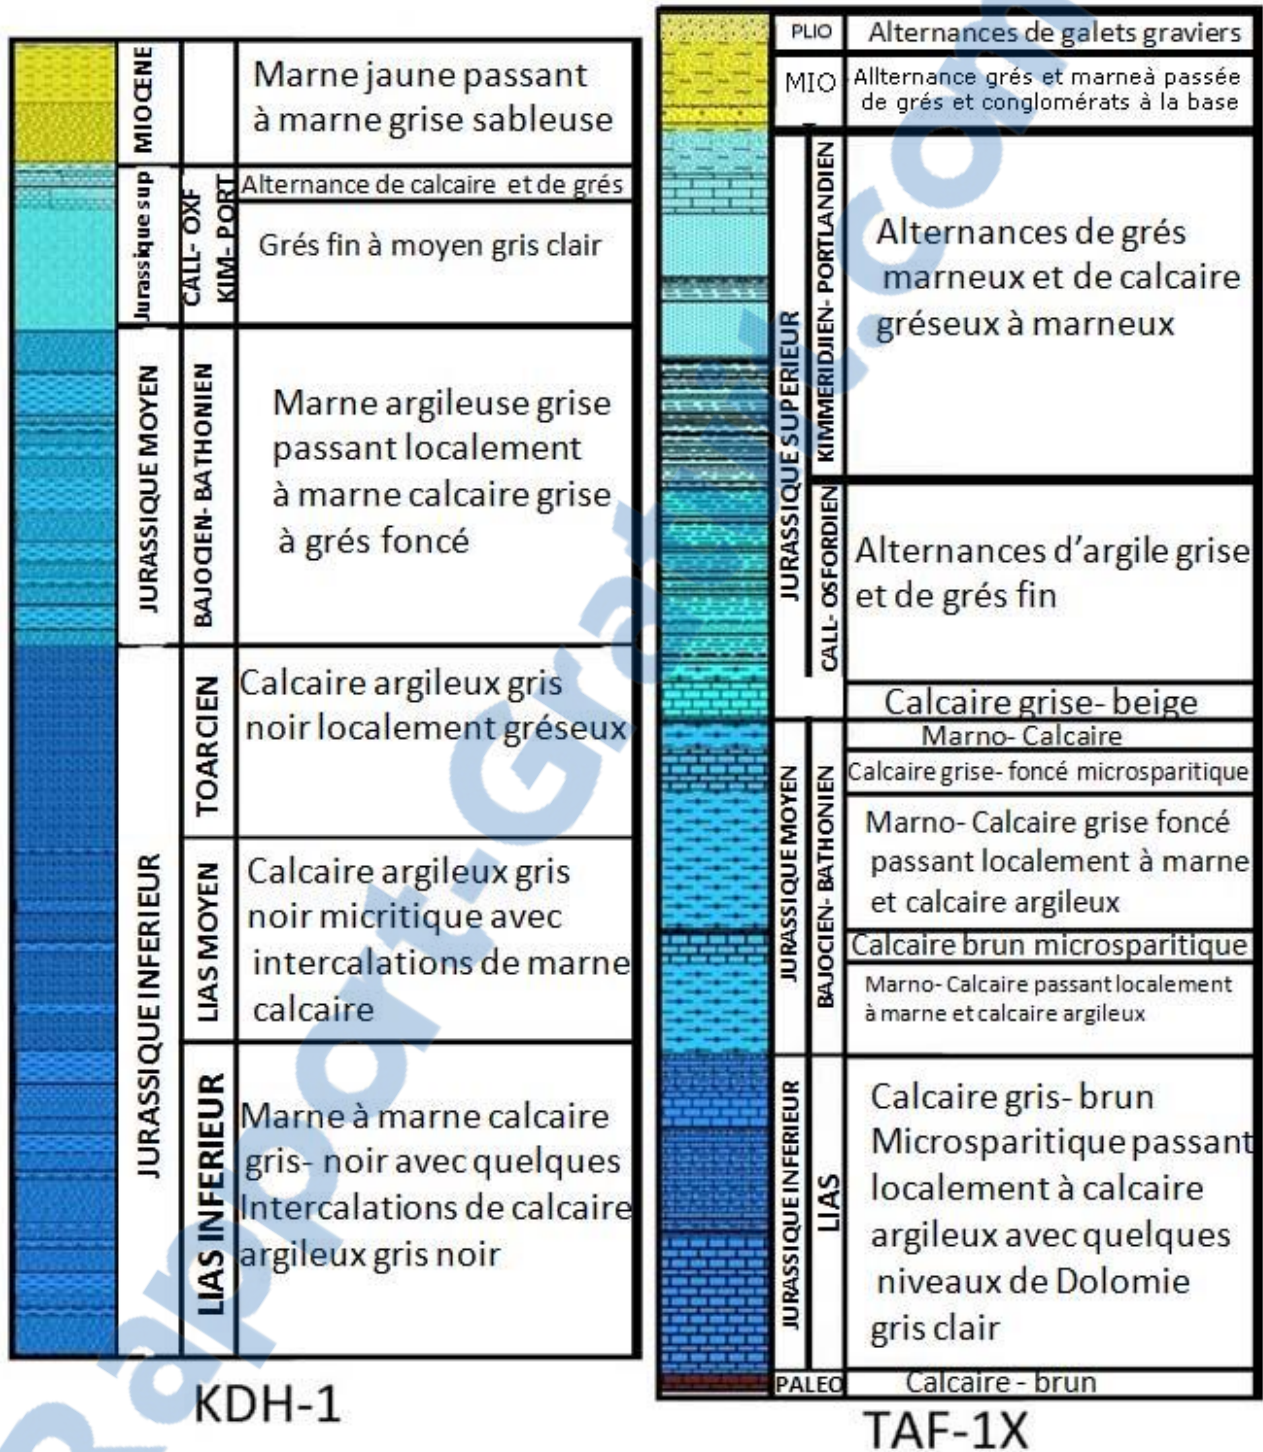 MIOCENE
Marne jaune passant
à marne grise sableuse
Jurassique sup
CALL- OXF
KIM- PORT
Alternance de calcaire et de grés
Grés fin à moyen gris clair
JURASSIQUE MOYEN
BAJOCIEN- BATHONIEN
Marne argileuse grise
passant localement
à marne calcaire grise
à grés foncé
JURASSIQUE INFERIEUR
TOARCIEN
Calcaire argileux gris
noir localement gréseux
LIAS MOYEN
Calcaire argileux gris
noir micritique avec
intercalations de marne
calcaire
LIAS INFERIEUR
Marne à marne calcaire
gris- noir avec quelques
Intercalations de calcaire
argileux gris noir
KDH-1
PLIO
Alternances de galets graviers
MIO
Allternance grés et marneà passée
de grés et conglomérats à la base
JURASSIQUE SUPERIEUR
KIMMERIDJIEN- PORTLANDIEN
Alternances de grés
marneux et de calcaire
gréseux à marneux
CALL- OSFORDIEN
Alternances d'argile grise
et de grés fin
Calcaire grise- beige
JURASSIQUE MOYEN
BAJOCIEN- BATHONIEN
Marno- Calcaire
Calcaire grise- foncé microsparitique
Marno- Calcaire grise foncé
passant localement à marne
et calcaire argileux
Calcaire brun microsparitique
Marno- Calcaire passant localement
à marne et calcaire argileux
JURASSIQUE INFERIEUR
LIAS
Calcaire gris- brun
Microsparitique passant
localement à calcaire
argileux avec quelques
niveaux de Dolomie
gris clair
PALEO
Calcaire - brun
TAF-1X
Rapport-Gratuit.com